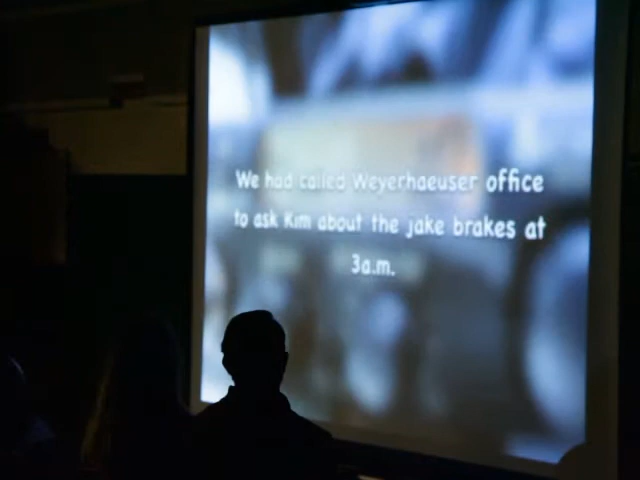 We had called Weyerhaeuser office
to ask Kim about the jake brakes at
3a.m.